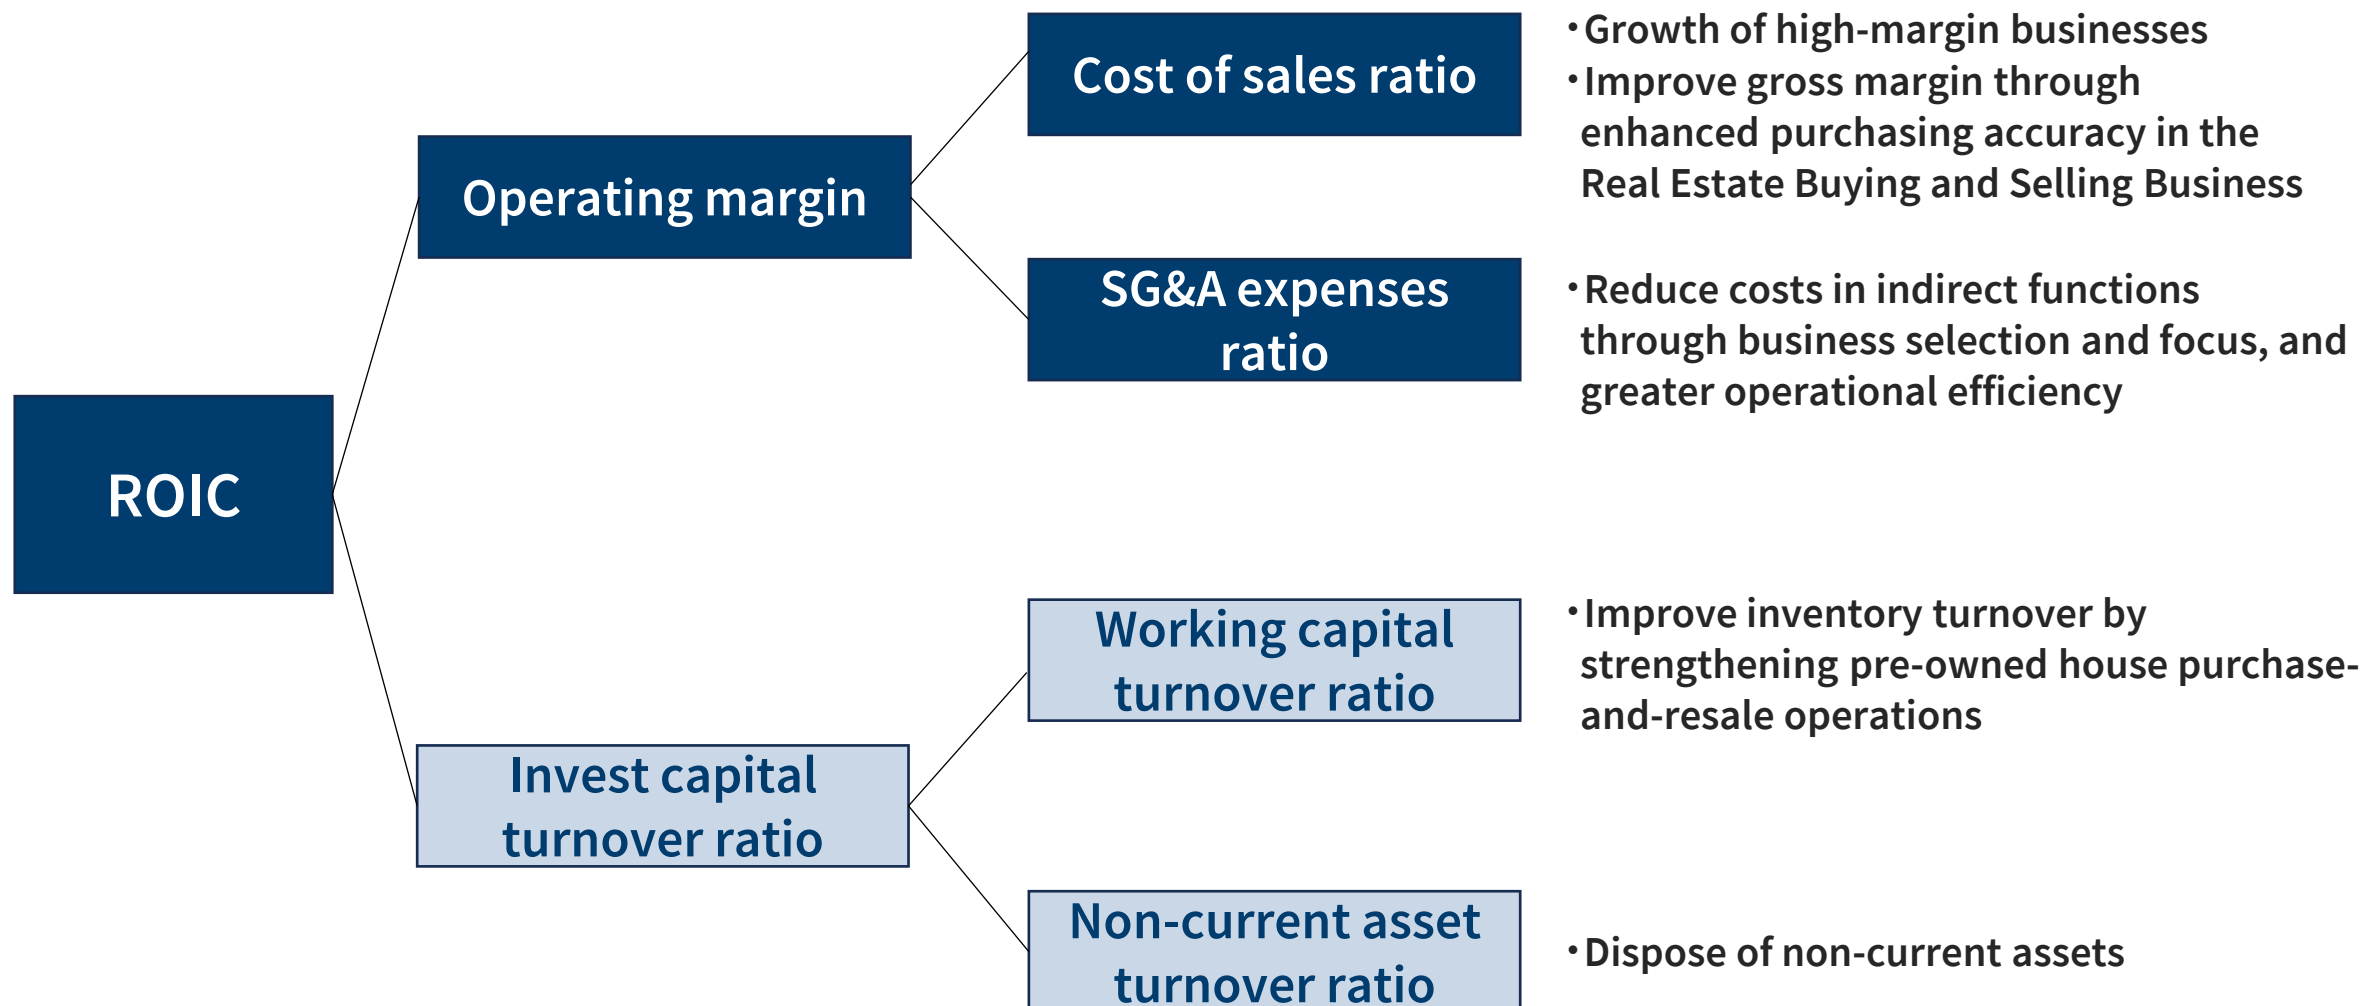 ROIC
Operating margin
Cost of sales ratio
・Growth of high-margin businesses
・Improve gross margin through
enhanced purchasing accuracy in the
Real Estate Buying and Selling Business
SG&A expenses
ratio
・Reduce costs in indirect functions
through business selection and focus, and
greater operational efficiency
Invest capital
turnover ratio
Working capital
turnover ratio
・Improve inventory turnover by
strengthening pre-owned house purchase-
and-resale operations
Non-current asset
turnover ratio
・Dispose of non-current assets